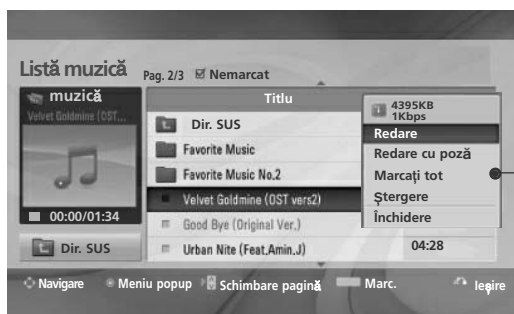 Listă muzică
Pag. 2/3 Nemarcat
muzică
Velvet Goldmine (OST...
00:00/01:34
Dir. SUS
Titlu
Dir. SUS
Favorite Music
Favorite Music No.2
Velvet Goldmine (OST vers2)
Good Bye (Original Ver.)
Urban Nite (Feat.Amin.J)
04:28
4395KB
1Kbps
Redare
Redare cu poză
Marcați tot
Ștergere
Închidere
Navigare Meniu popup Schimbare pagină Marc. Ieșire